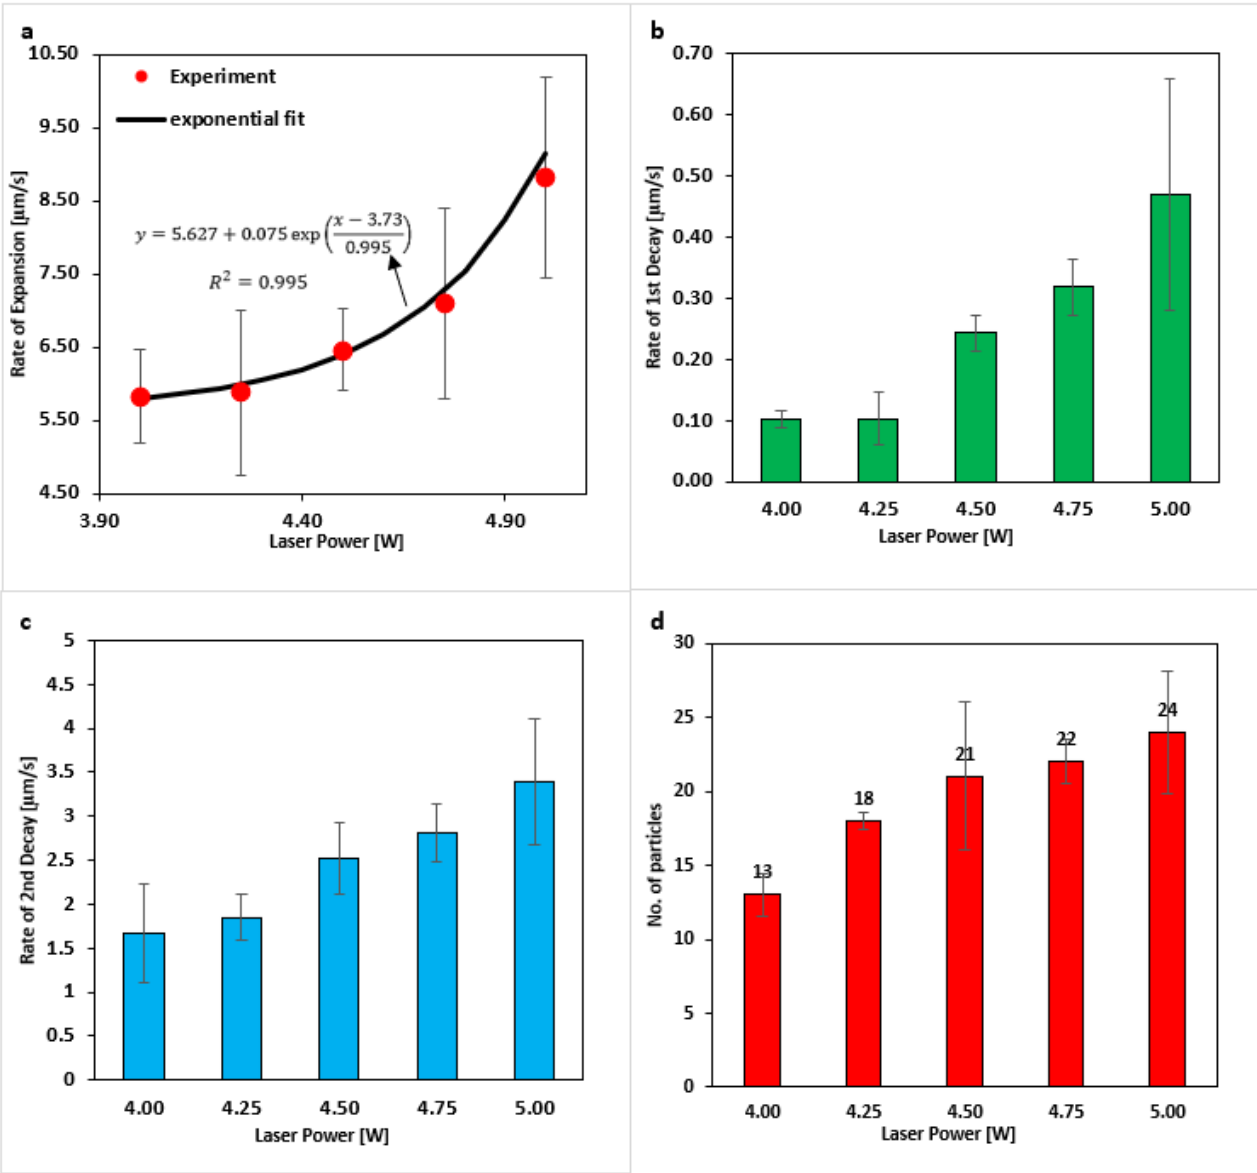 a
10.50
9.50
8.50
7.50
6.50
5.50
4.50
Experiment
exponential fit
y = 5.627 + 0.075 exp(x − 3.73 / 0.995)
R² = 0.995
Rate of Expansion [µm/s]
3.90 4.40 4.90
Laser Power [W]
b
0.70
0.60
0.50
0.40
0.30
0.20
0.10
0.00
Rate of 1st Decay [µm/s]
4.00 4.25 4.50 4.75 5.00
Laser Power [W]
c
5
4.5
4
3.5
3
2.5
2
1.5
1
0.5
0
Rate of 2nd Decay [µm/s]
4.00 4.25 4.50 4.75 5.00
Laser Power [W]
d
30
25
20
15
10
5
0
No. of particles
13 18 21 22 24
4.00 4.25 4.50 4.75 5.00
Laser Power [W]